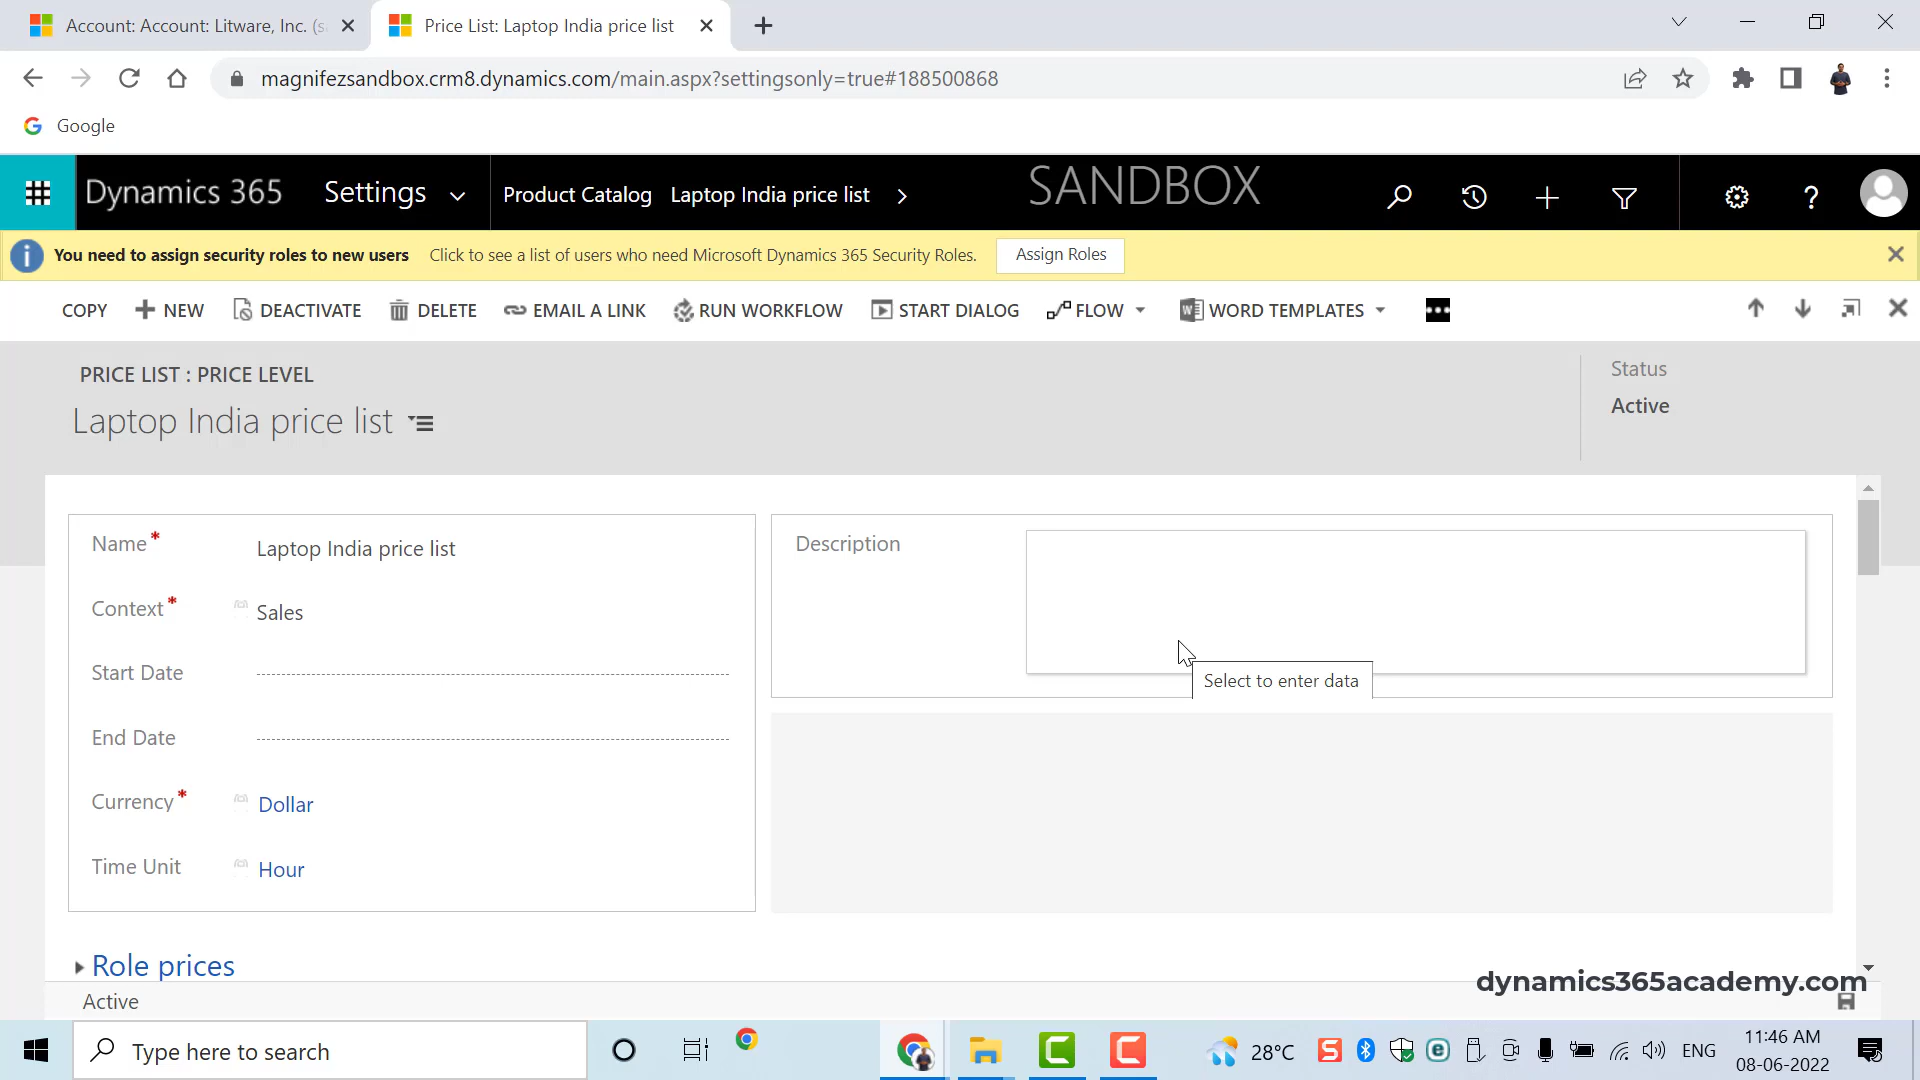 Account: Account: Litware, Inc. (s
Price List: Laptop India price list
magnifezsandbox.crm8.dynamics.com/main.aspx?settingsonly=true#188500868
Google
Dynamics 365
Settings
Product Catalog
Laptop India price list
SANDBOX
You need to assign security roles to new users
Click to see a list of users who need Microsoft Dynamics 365 Security Roles.
Assign Roles
COPY
NEW
DEACTIVATE
DELETE
EMAIL A LINK
RUN WORKFLOW
START DIALOG
FLOW
WORD TEMPLATES
PRICE LIST : PRICE LEVEL
Laptop India price list
Status
Active
Name*
Laptop India price list
Context*
Sales
Start Date
End Date
Currency*
Dollar
Time Unit
Hour
Description
Select to enter data
Role prices
Active
dynamics365academy.com
Type here to search
28°C
ENG
11:46 AM
08-06-2022